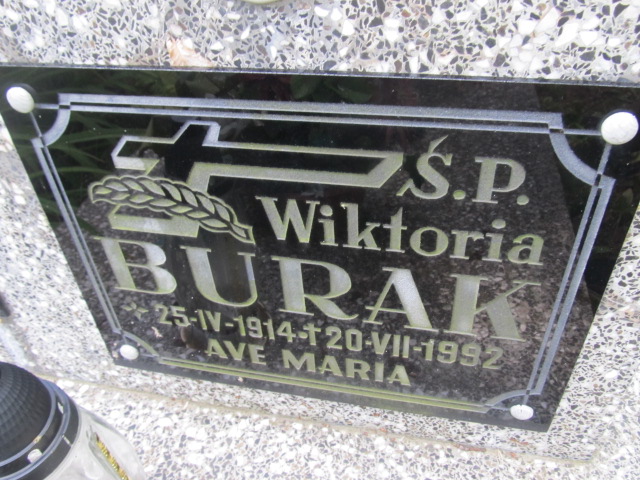 Ś.P.
Wiktoria
BURAK
* 25-IV-1914-✝20-VII-1992
AVE MARIA